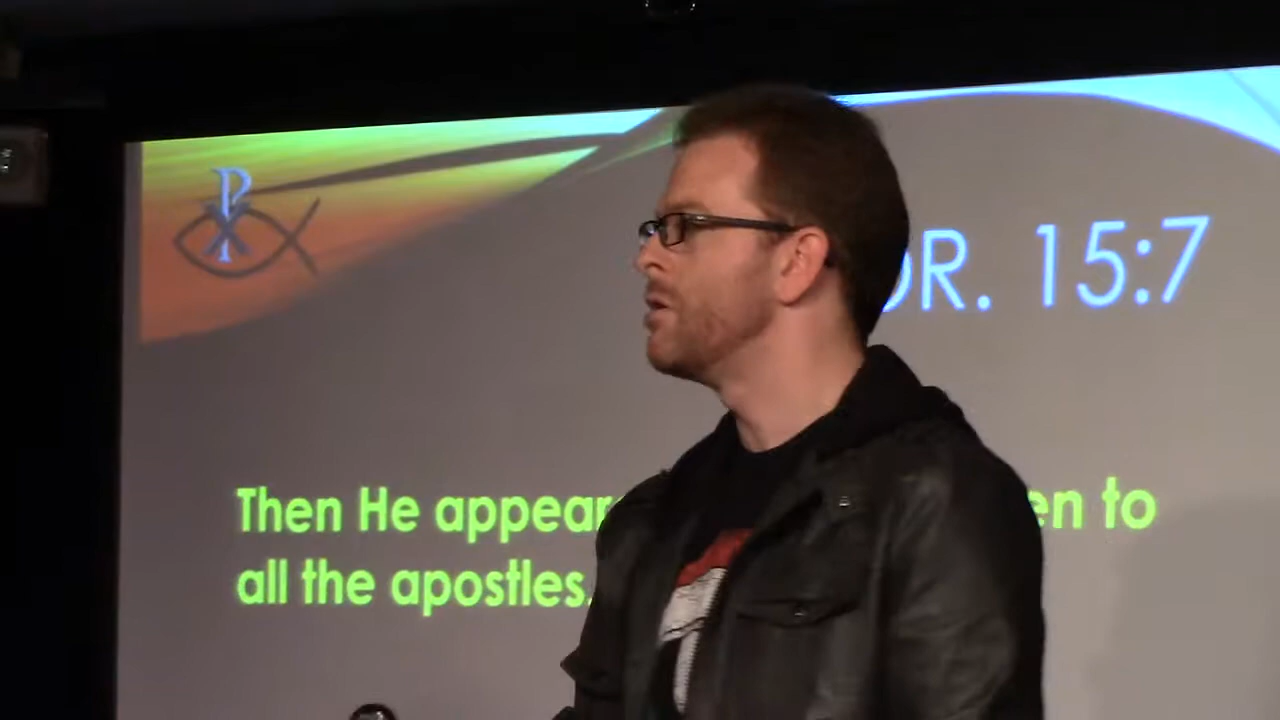 OR. 15:7
Then He appear en to
all the apostles.